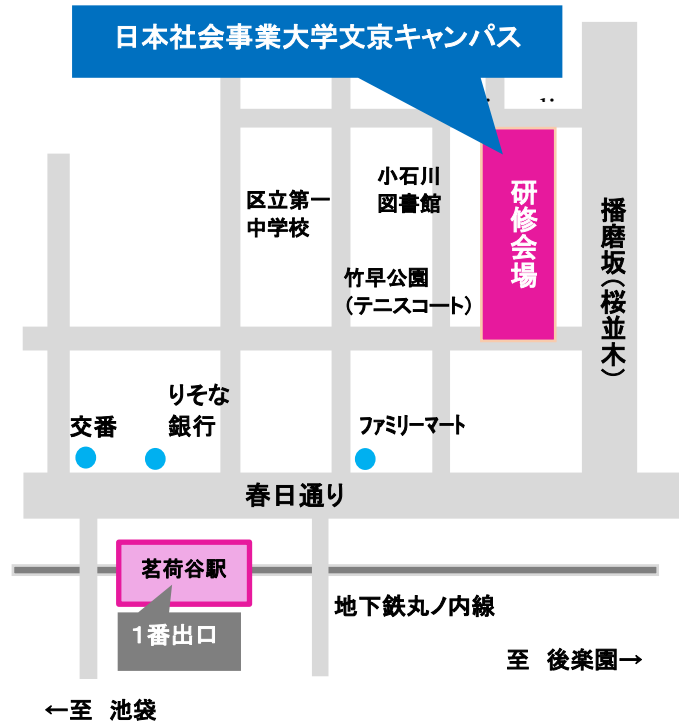 日本社会事業大学文京キャンパス
小石川
図書館
区立第一
中学校
研修会場
播磨坂(桜並木)
竹早公園
(テニスコート)
りそな
銀行
交番
ファミリーマート
春日通り
茗荷谷駅
地下鉄丸ノ内線
１番出口
至 後楽園→
←至 池袋